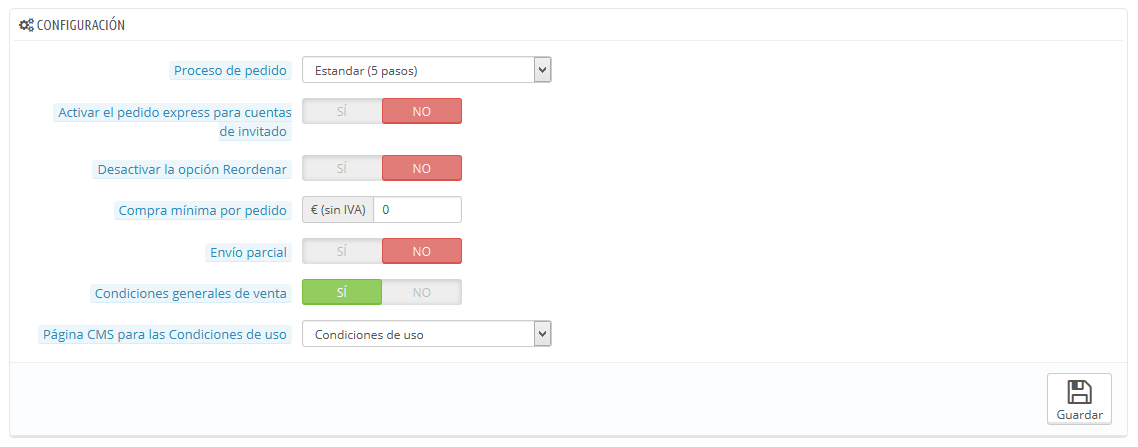 CONFIGURACIÓN
Proceso de pedido Estandar (5 pasos)
Activar el pedido express para cuentas de invitado SÍ NO
Desactivar la opción Reordenar SÍ NO
Compra mínima por pedido € (sin IVA) 0
Envío parcial SÍ NO
Condiciones generales de venta SÍ NO
Página CMS para las Condiciones de uso Condiciones de uso
Guardar